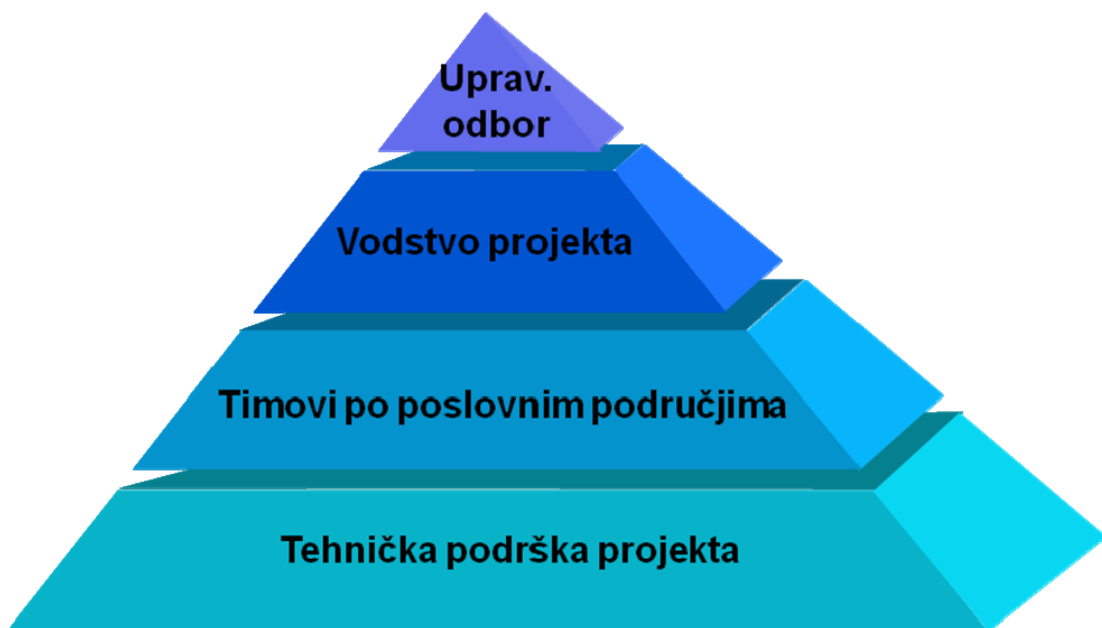 Uprav.
odbor
Vodstvo projekta
Timovi po poslovnim područjima
Tehnička podrška projekta